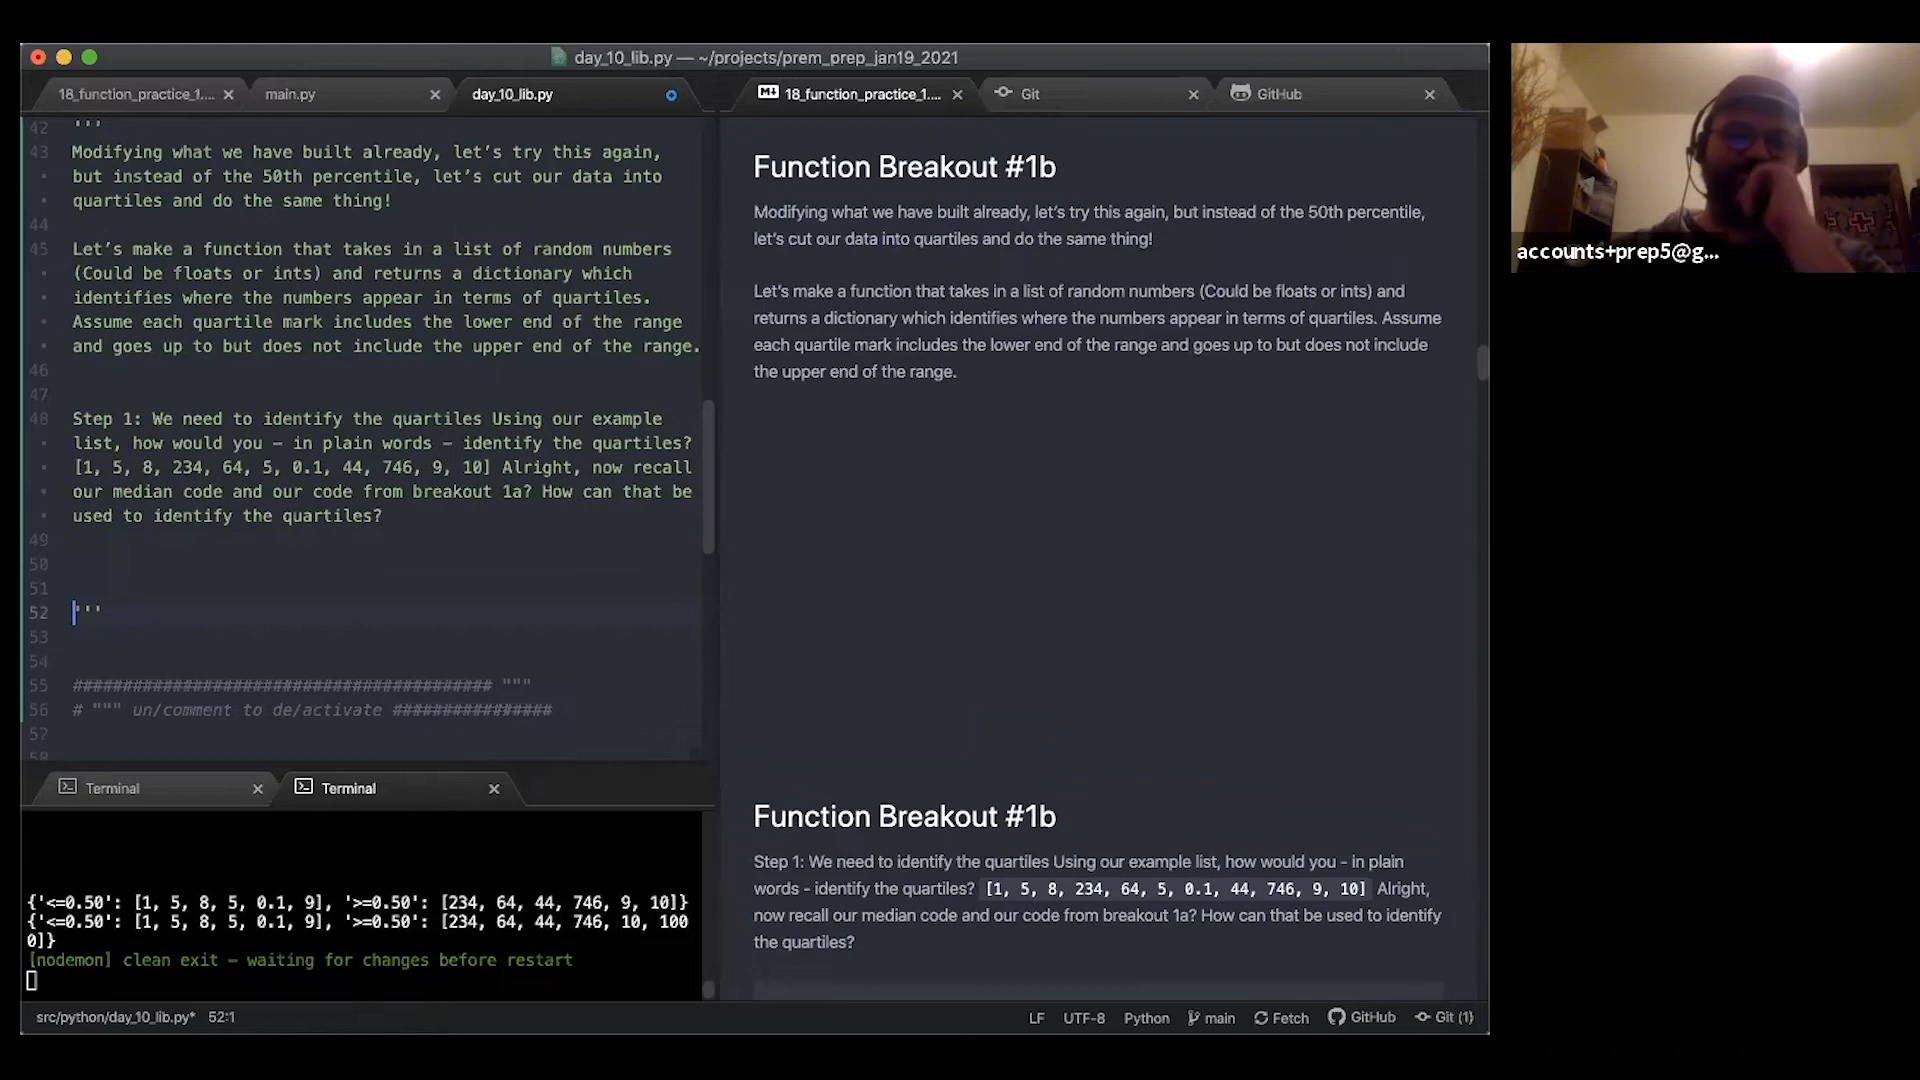 day_10_lib.py — ~/projects/prem_prep_jan19_2021
18_function_practice_1....
main.py
day_10_lib.py
18_function_practice_1....
Git
GitHub
42 '''
43 Modifying what we have built already, let's try this again,
but instead of the 50th percentile, let's cut our data into
quartiles and do the same thing!
44
45 Let's make a function that takes in a list of random numbers
(Could be floats or ints) and returns a dictionary which
identifies where the numbers appear in terms of quartiles.
Assume each quartile mark includes the lower end of the range
and goes up to but does not include the upper end of the range.
46
47
48 Step 1: We need to identify the quartiles Using our example
list, how would you – in plain words – identify the quartiles?
[1, 5, 8, 234, 64, 5, 0.1, 44, 746, 9, 10] Alright, now recall
our median code and our code from breakout 1a? How can that be
used to identify the quartiles?
49
50
51
52 '''
53
54
55 ########################################## """
56 # """ un/comment to de/activate ################
57
58
Terminal
Terminal
{'<=0.50': [1, 5, 8, 5, 0.1, 9], '>=0.50': [234, 64, 44, 746, 9, 10]}
{'<=0.50': [1, 5, 8, 5, 0.1, 9], '>=0.50': [234, 64, 44, 746, 10, 100
0]}
[nodemon] clean exit – waiting for changes before restart
Function Breakout #1b
Modifying what we have built already, let's try this again, but instead of the 50th percentile,
let's cut our data into quartiles and do the same thing!
Let's make a function that takes in a list of random numbers (Could be floats or ints) and
returns a dictionary which identifies where the numbers appear in terms of quartiles. Assume
each quartile mark includes the lower end of the range and goes up to but does not include
the upper end of the range.
Function Breakout #1b
Step 1: We need to identify the quartiles Using our example list, how would you - in plain
words - identify the quartiles? [1, 5, 8, 234, 64, 5, 0.1, 44, 746, 9, 10] Alright,
now recall our median code and our code from breakout 1a? How can that be used to identify
the quartiles?
src/python/day_10_lib.py* 52:1
LF UTF-8 Python main Fetch GitHub Git (1)
accounts+prep5@g...